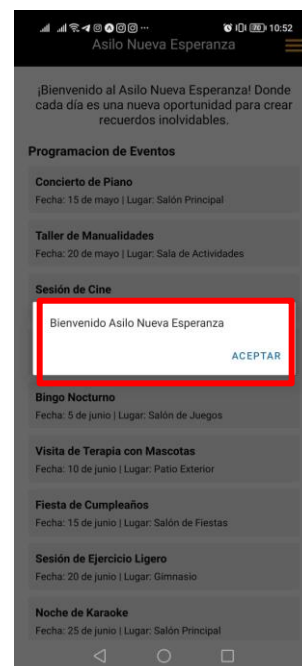 70 10:52
Asilo Nueva Esperanza
¡Bienvenido al Asilo Nueva Esperanza! Donde
cada día es una nueva oportunidad para crear
recuerdos inolvidables.
Programacion de Eventos
Concierto de Piano
Fecha: 15 de mayo | Lugar: Salón Principal
Taller de Manualidades
Fecha: 20 de mayo | Lugar: Sala de Actividades
Sesión de Cine
Bienvenido Asilo Nueva Esperanza
ACEPTAR
Bingo Nocturno
Fecha: 5 de junio | Lugar: Salón de Juegos
Visita de Terapia con Mascotas
Fecha: 10 de junio | Lugar: Patio Exterior
Fiesta de Cumpleaños
Fecha: 15 de junio | Lugar: Salón de Fiestas
Sesión de Ejercicio Ligero
Fecha: 20 de junio | Lugar: Gimnasio
Noche de Karaoke
Fecha: 25 de junio | Lugar: Salón Principal